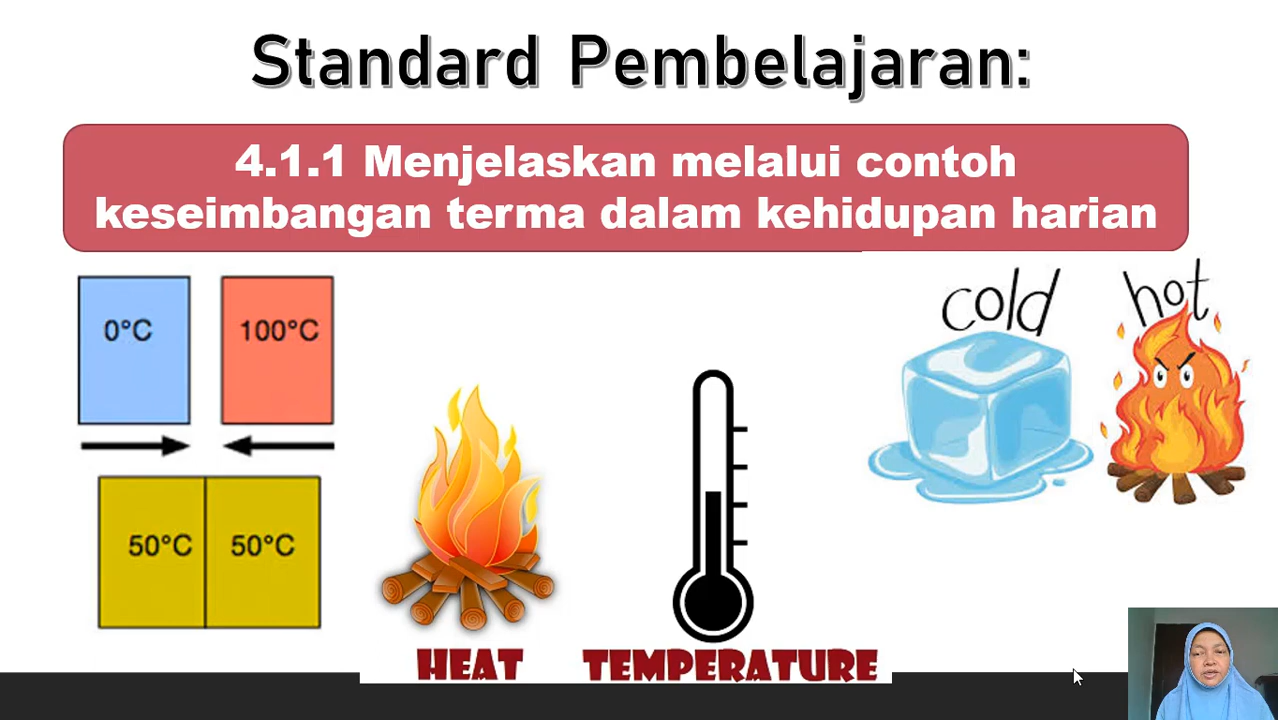 Standard Pembelajaran:
4.1.1 Menjelaskan melalui contoh
keseimbangan terma dalam kehidupan harian
0°C
100°C
50°C
50°C
HEAT
TEMPERATURE
cold
hot